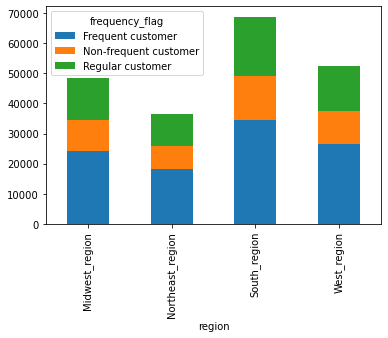 frequency_flag
Frequent customer
Non-frequent customer
Regular customer
70000
60000
50000
40000
30000
20000
10000
0
Midwest_region
Northeast_region
South_region
West_region
region